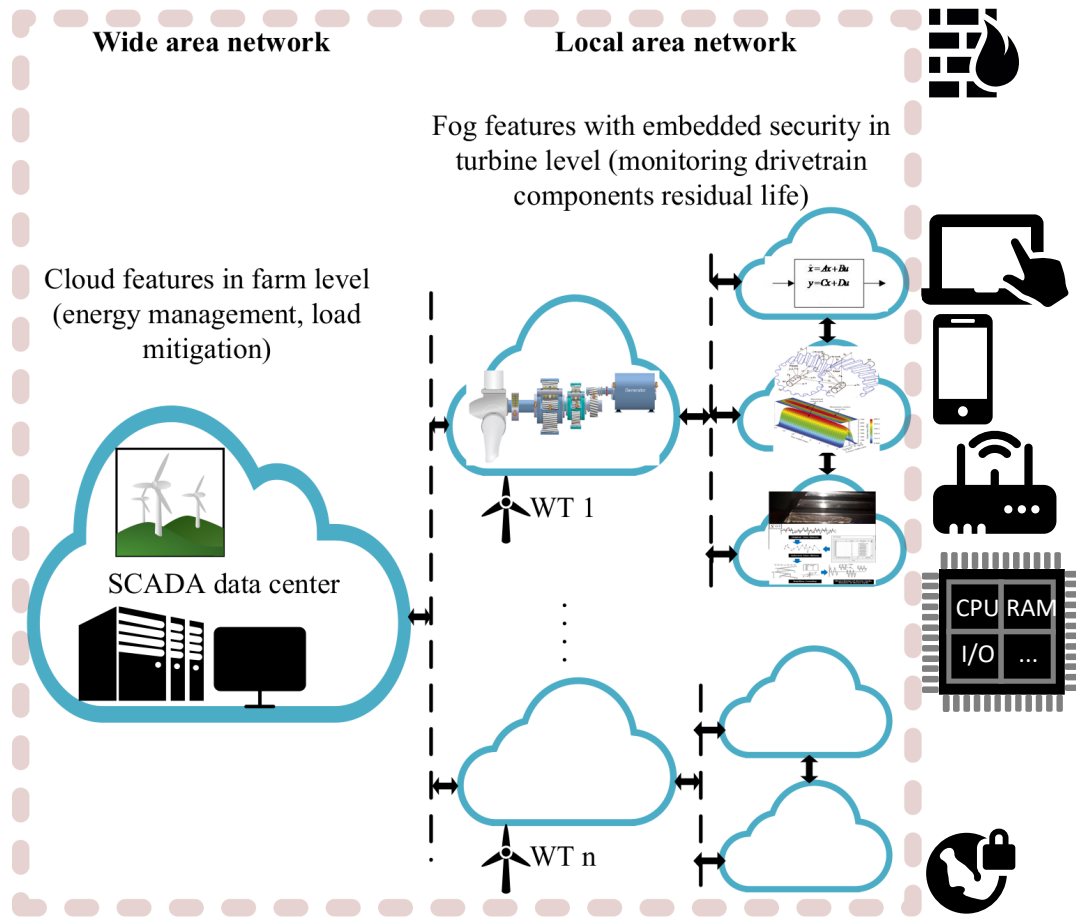 Wide area network
Local area network
Fog features with embedded security in
turbine level (monitoring drivetrain
components residual life)
Cloud features in farm level
(energy management, load
mitigation)
ẋ = Ax + Bu
y = Cx + Du
Generator
WT 1
SCADA data center
CPU RAM
I/O ...
WT n